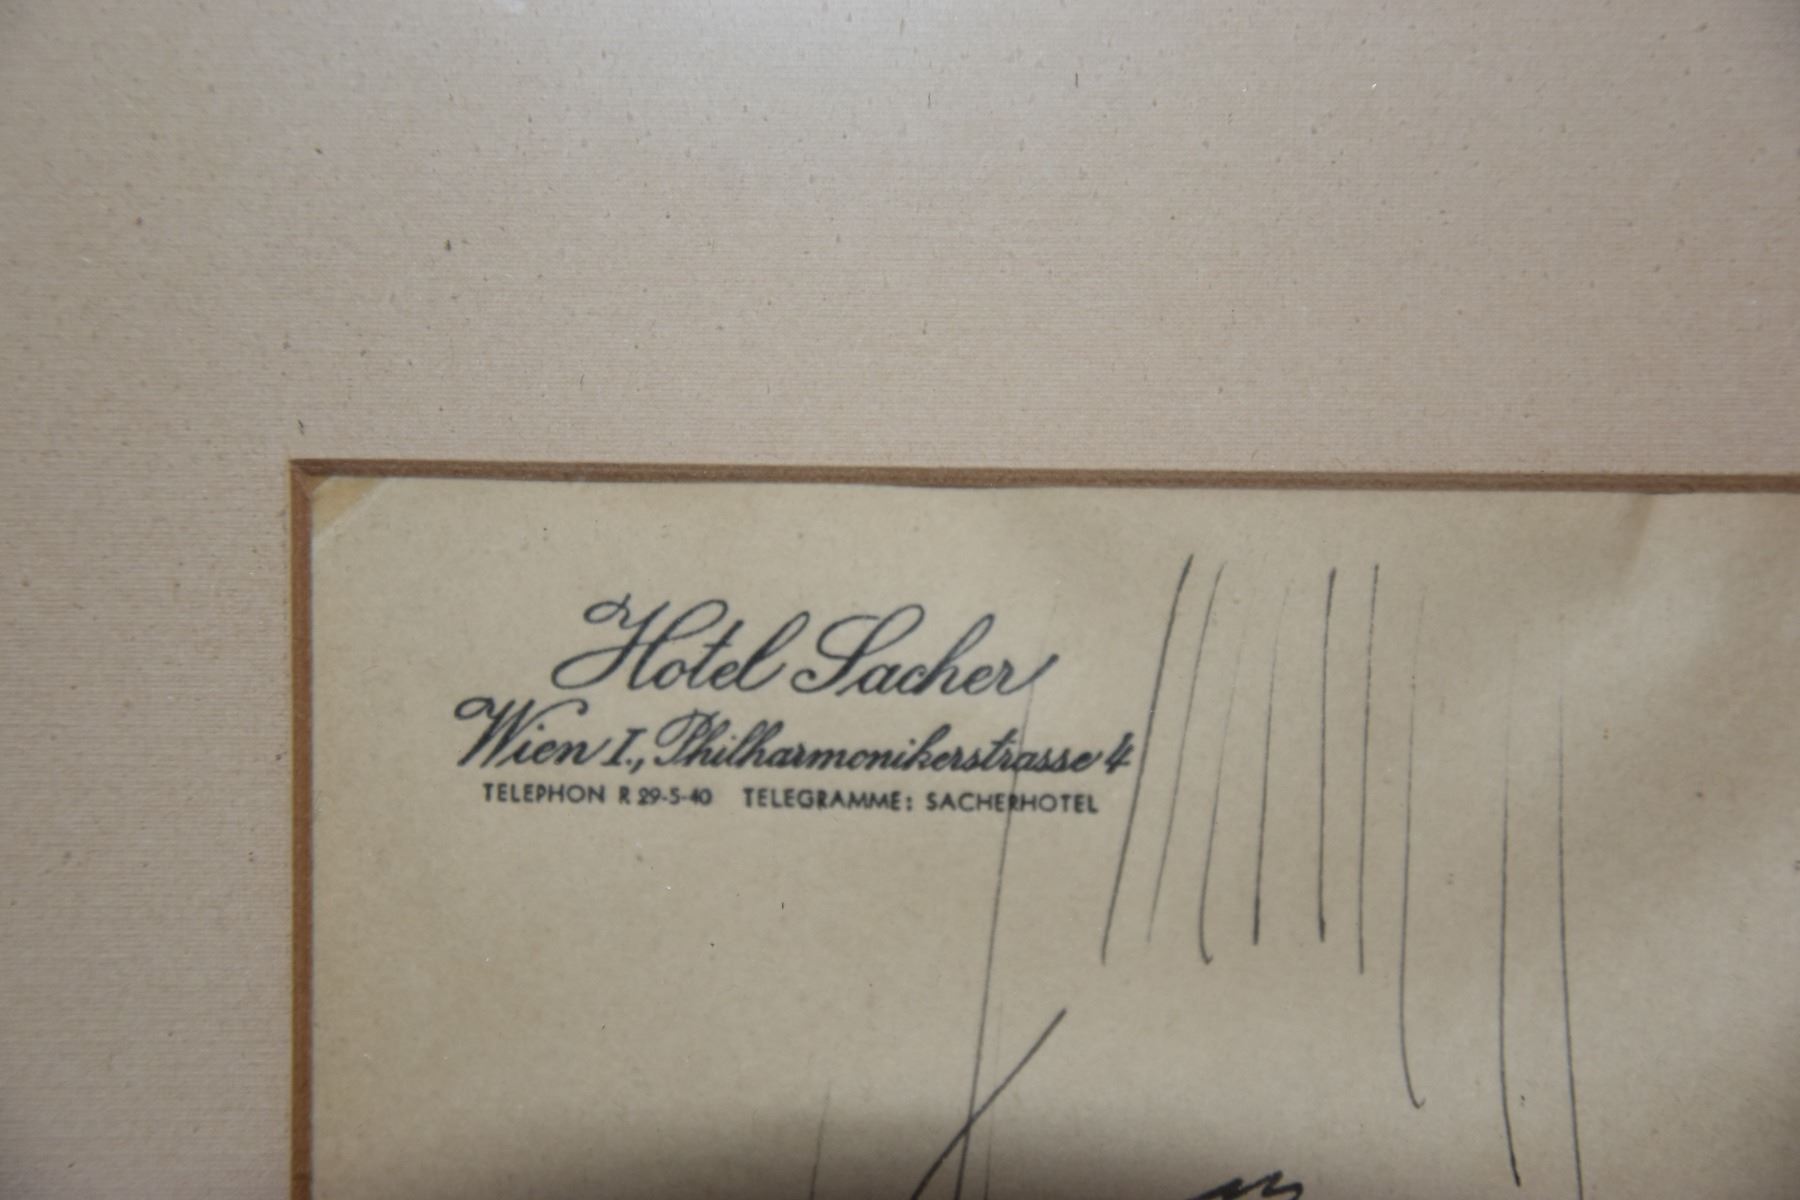 Hotel Sacher
Wien I., Philharmonikerstrasse 4
TELEPHON R 29-5-40 TELEGRAMME: SACHERHOTEL